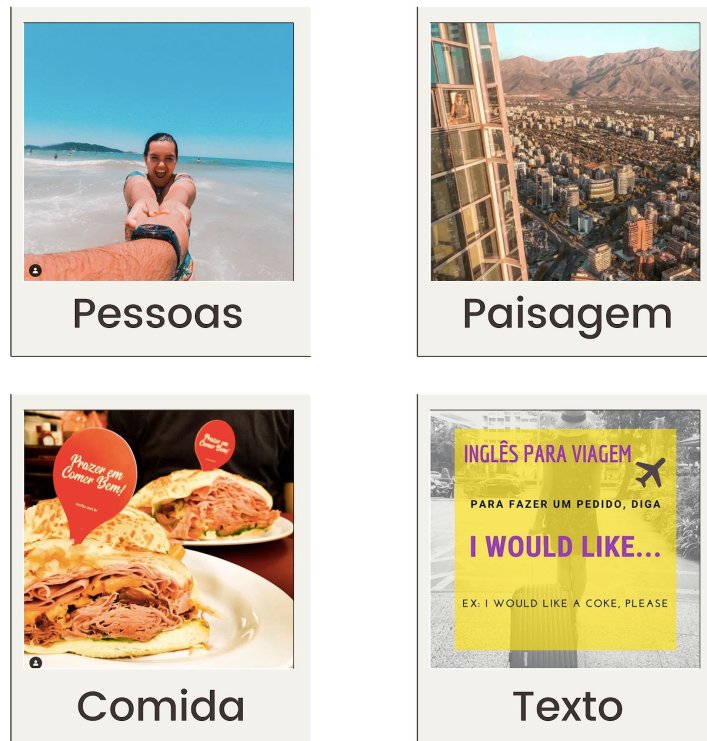 Pessoas
Paisagem
Prazer em
Comer Bem!
Prazer em
Comer Bem!
Comida
INGLÊS PARA VIAGEM
PARA FAZER UM PEDIDO, DIGA
I WOULD LIKE...
EX: I WOULD LIKE A COKE, PLEASE
Texto